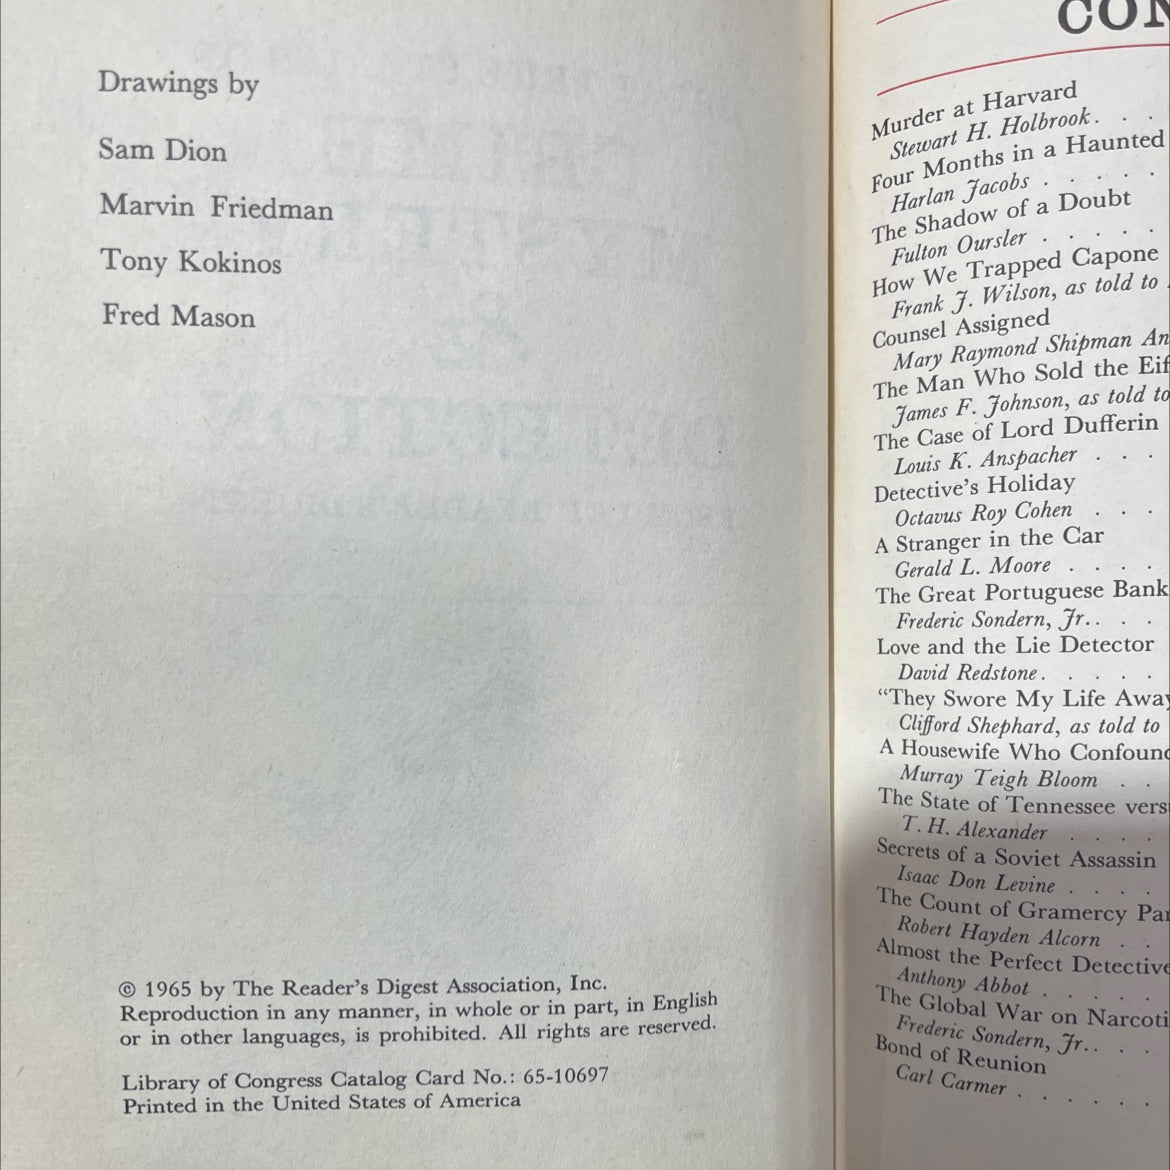 Drawings by
Sam Dion
Marvin Friedman
Tony Kokinos
Fred Mason
© 1965 by The Reader's Digest Association, Inc.
Reproduction in any manner, in whole or in part, in English
or in other languages, is prohibited. All rights are reserved.
Library of Congress Catalog Card No.: 65-10697
Printed in the United States of America
CON
Murder at Harvard
Stewart H. Holbrook. . .
Four Months in a Haunted
Harlan Jacobs . . . . .
The Shadow of a Doubt
Fulton Oursler . . . . .
How We Trapped Capone
Frank J. Wilson, as told to
Counsel Assigned
Mary Raymond Shipman An
The Man Who Sold the Eif
James F. Johnson, as told to
The Case of Lord Dufferin
Louis K. Anspacher . . .
Detective's Holiday
Octavus Roy Cohen . . .
A Stranger in the Car
Gerald L. Moore . . . .
The Great Portuguese Bank
Frederic Sondern, Jr.. . .
Love and the Lie Detector
David Redstone. . . . .
"They Swore My Life Away
Clifford Shephard, as told to
A Housewife Who Confound
Murray Teigh Bloom . .
The State of Tennessee vers
T. H. Alexander . . . .
Secrets of a Soviet Assassin
Isaac Don Levine . . . .
The Count of Gramercy Par
Robert Hayden Alcorn . .
Almost the Perfect Detective
Anthony Abbot . . . . .
The Global War on Narcoti
Frederic Sondern, Jr.. . .
Bond of Reunion
Carl Carmer . . . . . .